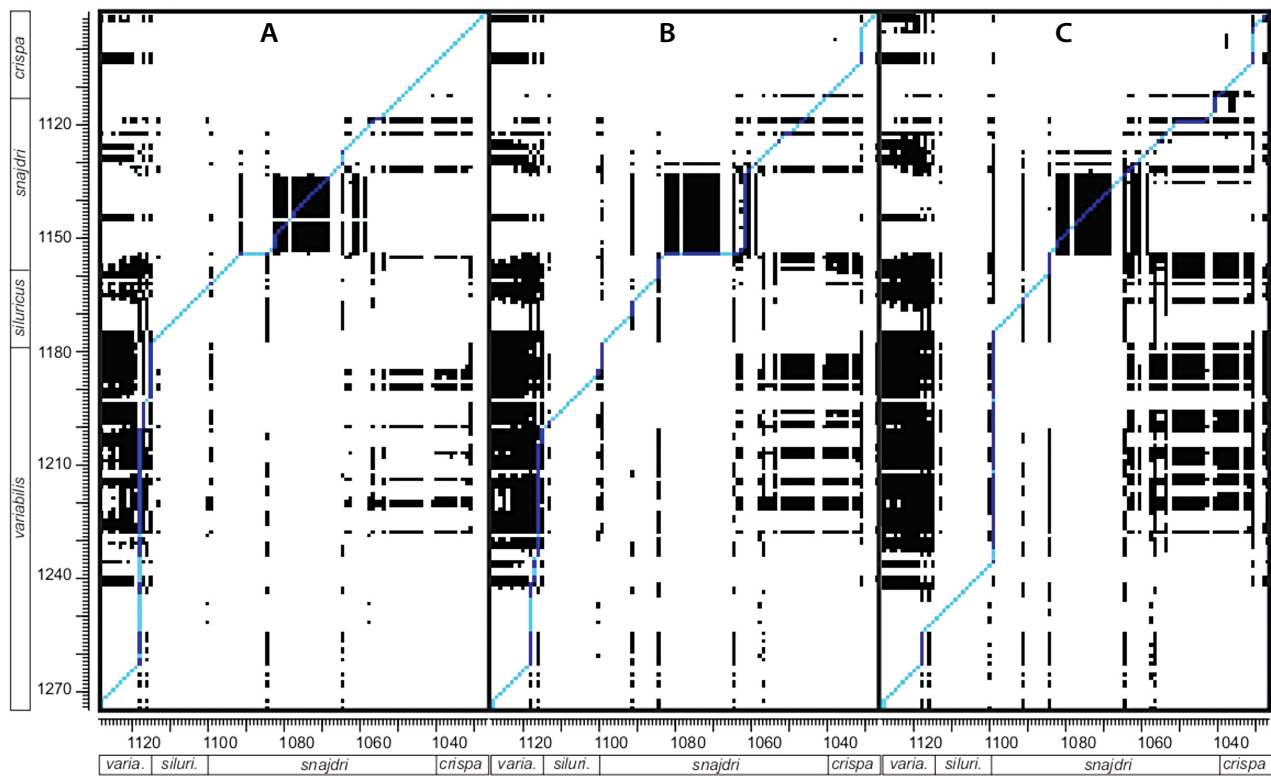 A B C
crispa
snajdri
siluricus
variabilis
1120
1150
1180
1210
1240
1270
1120 1100 1080 1060 1040 1120 1100 1080 1060 1040 1120 1100 1080 1060 1040
varia. siluri. snajdri crispa varia. siluri. snajdri crispa varia. siluri. snajdri crispa